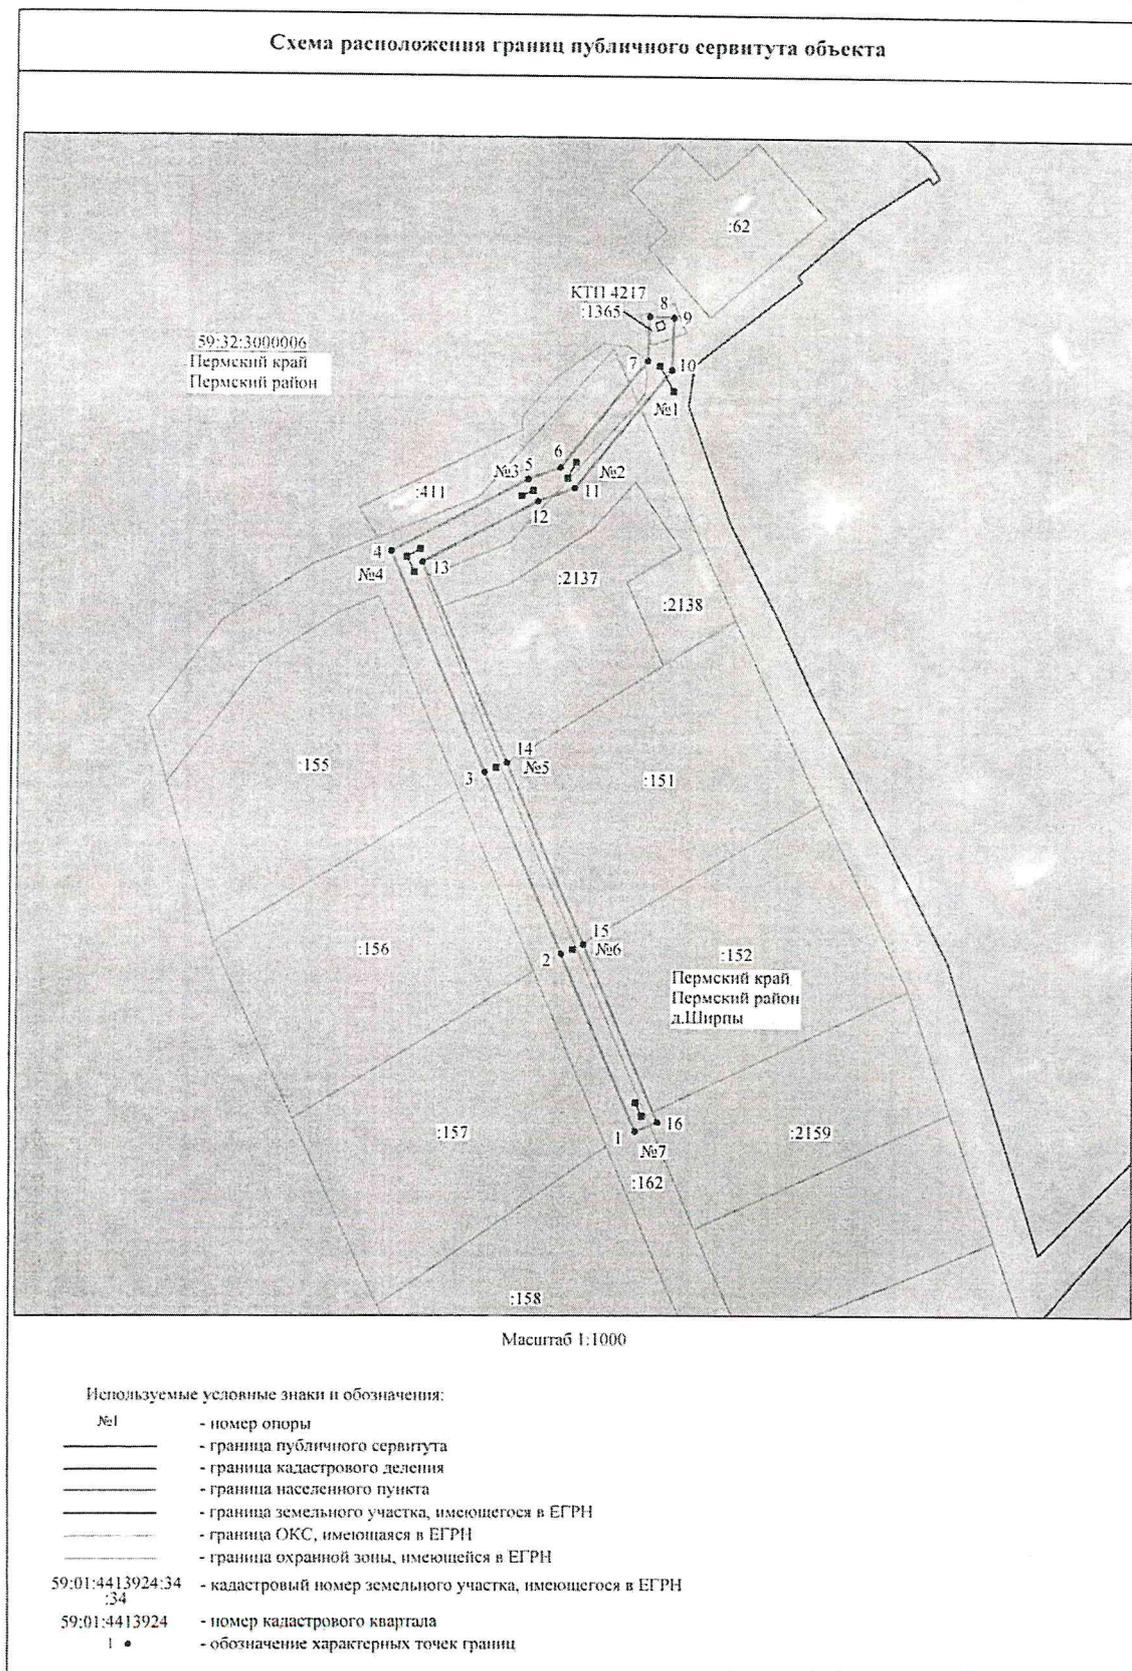 Схема расположения границ публичного сервитута объекта
:62
КТП 4217
:1365
8
9
59:32:3000006
Пермский край
Пермский район
7
10
№1
6
5
№3
№2
:411
11
12
4
№4
13
:2137
:2138
14
№5
3
:155
:151
15
№6
2
:156
:152
Пермский край
Пермский район
д.Ширпы
16
1
№7
:157
:2159
:162
:158
Масштаб 1:1000
Используемые условные знаки и обозначения:
№1 - номер опоры
- граница публичного сервитута
- граница кадастрового деления
- граница населенного пункта
- граница земельного участка, имеющегося в ЕГРН
- граница ОКС, имеющаяся в ЕГРН
- граница охранной зоны, имеющейся в ЕГРН
59:01:4413924:34 - кадастровый номер земельного участка, имеющегося в ЕГРН
:34
59:01:4413924 - номер кадастрового квартала
1 - обозначение характерных точек границ